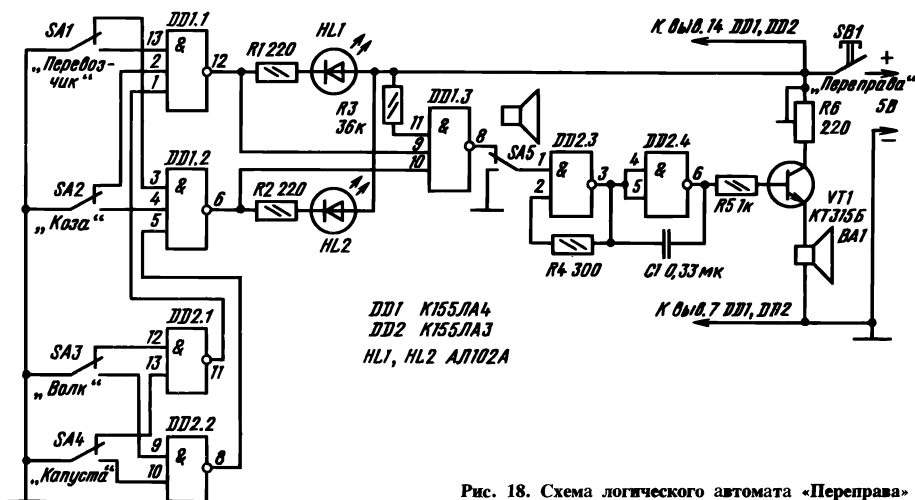 SA1
„Перевоз-
чик“
13
2
1
DD1.1
&
12
R1 220
HL1
R3
36к
К выв. 14 DD1, DD2
SB1
„Переправа“
+
5В
−
R6
220
SA2
„Коза“
3
4
5
DD1.2
&
6
R2 220
HL2
11
9
10
DD1.3
&
8
SA5
1
2
DD2.3
&
3
4
5
DD2.4
&
6
R5 1к
VT1
КТ315Б
BA1
R4 300
C1 0,33 мк
DD1 К155ЛА4
DD2 К155ЛА3
HL1, HL2 АЛ102А
К выв. 7 DD1, DD2
SA3
„Волк“
12
13
DD2.1
&
11
SA4
„Капуста“
9
10
DD2.2
&
8
Рис. 18. Схема логического автомата «Переправа»